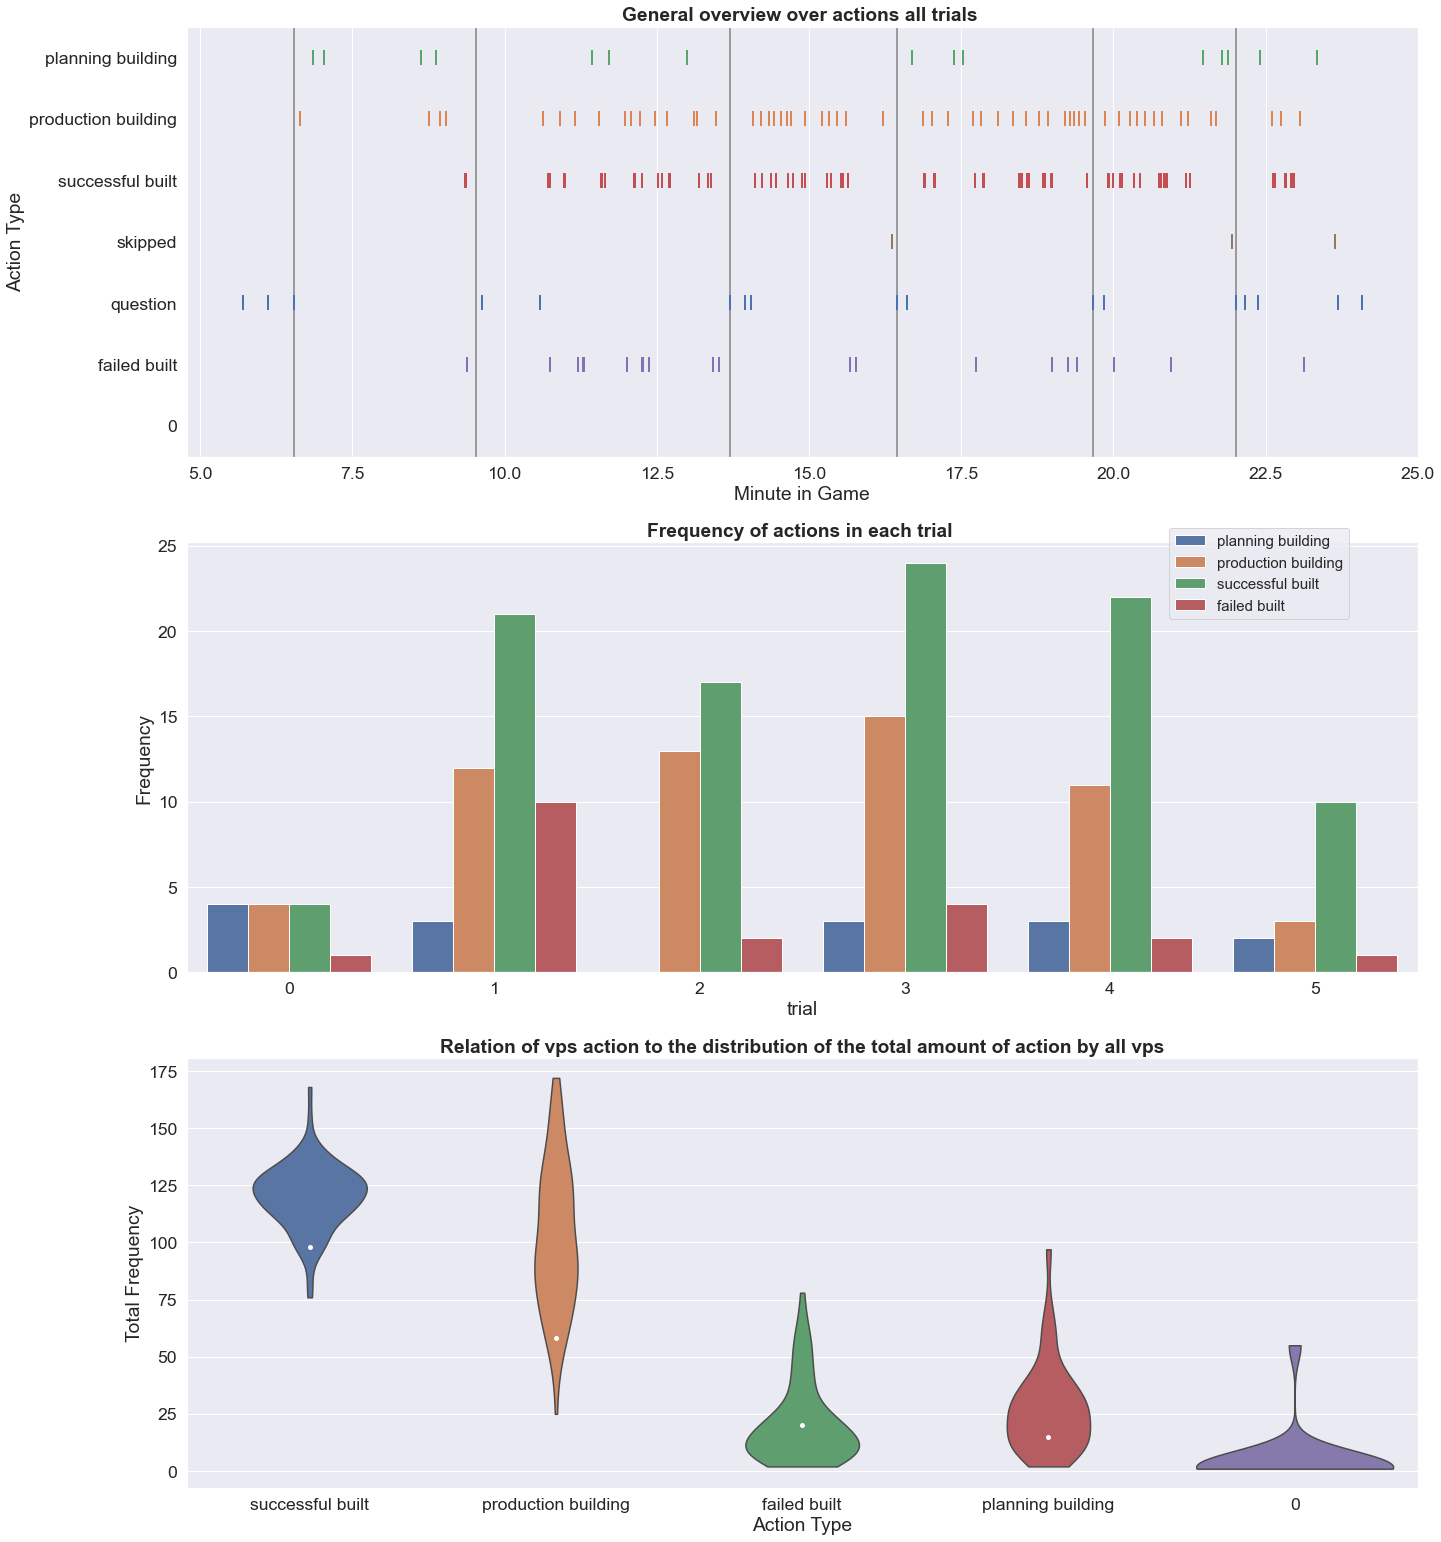 General overview over actions all trials
planning building
production building
successful built
skipped
question
failed built
0
Action Type
5.0 7.5 10.0 12.5 15.0 17.5 20.0 22.5 25.0
Minute in Game
Frequency of actions in each trial
planning building
production building
successful built
failed built
25
20
15
10
5
0
Frequency
0 1 2 3 4 5
trial
Relation of vps action to the distribution of the total amount of action by all vps
175
150
125
100
75
50
25
0
Total Frequency
successful built production building failed built planning building 0
Action Type